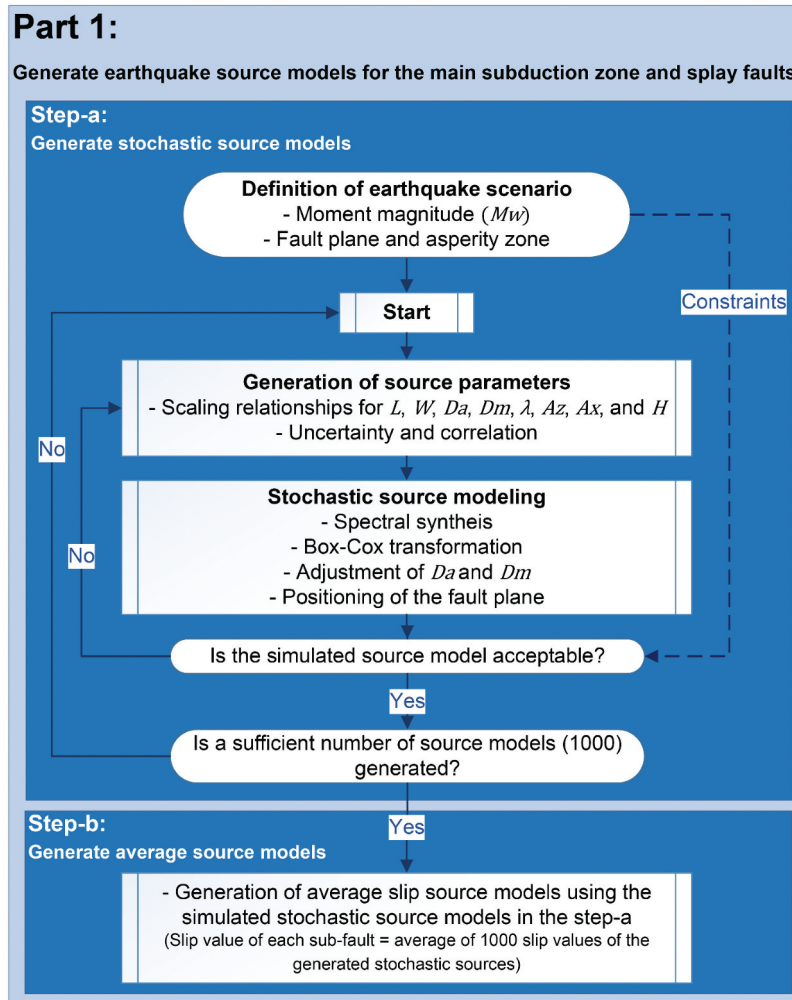 Part 1:
Generate earthquake source models for the main subduction zone and splay faults
Step-a:
Generate stochastic source models
Definition of earthquake scenario
- Moment magnitude (Mw)
- Fault plane and asperity zone
Constraints
Start
Generation of source parameters
- Scaling relationships for L, W, Da, Dm, λ, Az, Ax, and H
- Uncertainty and correlation
No
Stochastic source modeling
- Spectral syntheis
- Box-Cox transformation
- Adjustment of Da and Dm
- Positioning of the fault plane
No
Is the simulated source model acceptable?
Yes
Is a sufficient number of source models (1000)
generated?
Yes
Step-b:
Generate average source models
- Generation of average slip source models using the
simulated stochastic source models in the step-a
(Slip value of each sub-fault = average of 1000 slip values of the
generated stochastic sources)